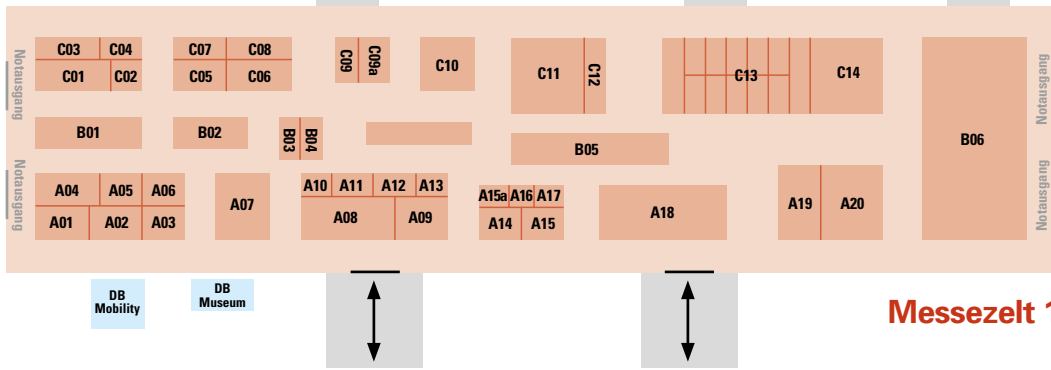 C03 C04 C07 C08 C09 C09a C10 C11 C12 C13 C14
C01 C02 C05 C06
Notausgang
Notausgang
B01 B02 B03 B04 B05 B06
Notausgang
Notausgang
A04 A05 A06 A07 A10 A11 A12 A13 A15a A16 A17 A18 A19 A20
A01 A02 A03 A08 A09 A14 A15
DB
Mobility
DB
Museum
Messezelt 1